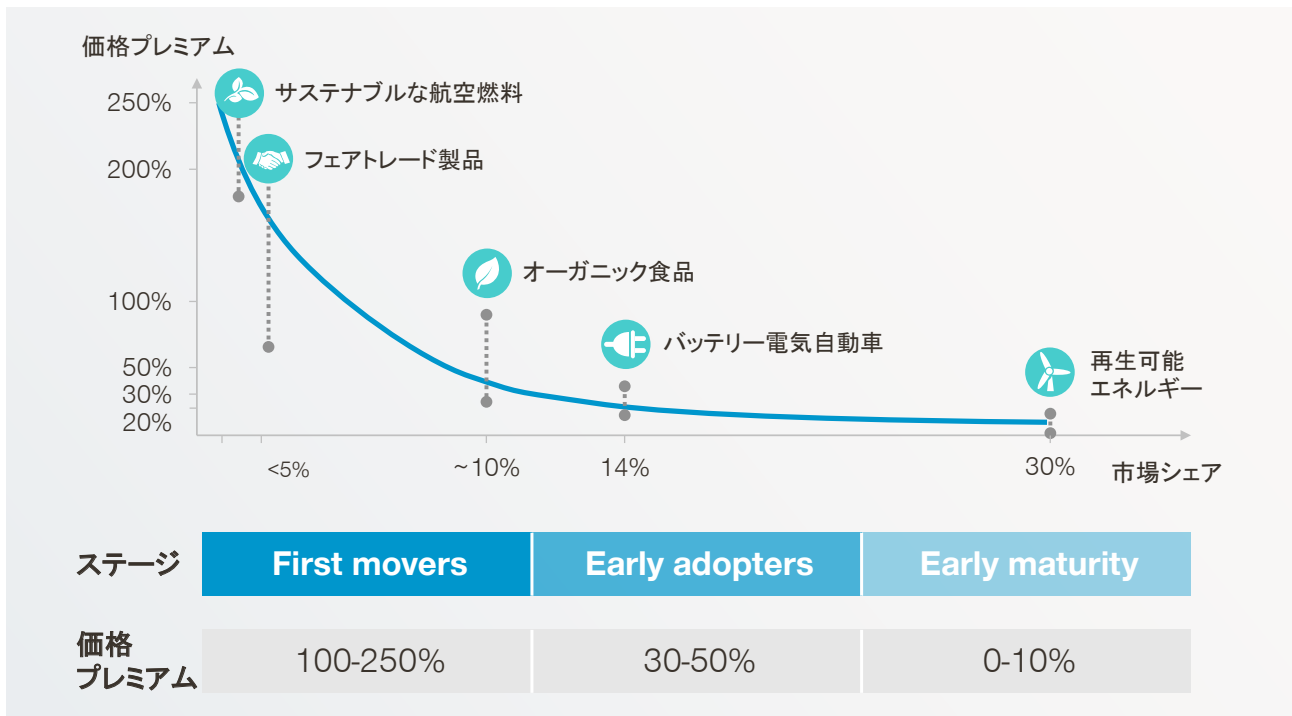 価格プレミアム
250%
サステナブルな航空燃料
フェアトレード製品
200%
オーガニック食品
100%
バッテリー電気自動車
再生可能
エネルギー
50%
30%
20%
<5%
~10%
14%
30%
市場シェア
ステージ
First movers
Early adopters
Early maturity
価格
プレミアム
100-250%
30-50%
0-10%